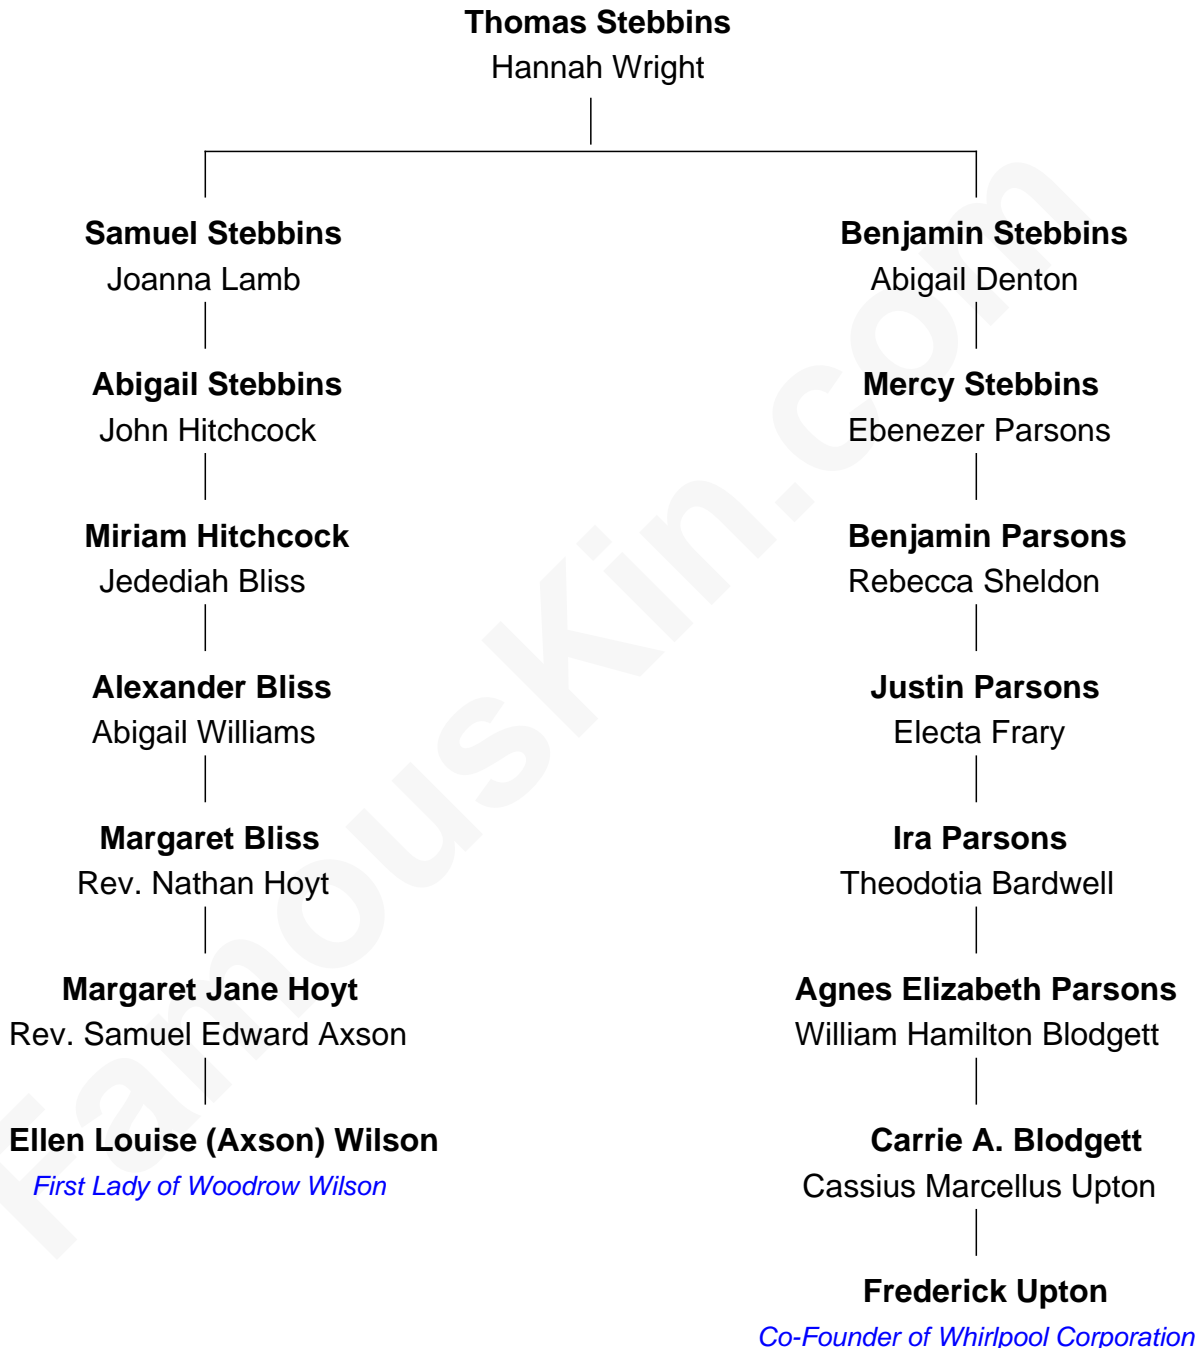 Thomas Stebbins
Hannah Wright
Samuel Stebbins
Joanna Lamb
Abigail Stebbins
John Hitchcock
Miriam Hitchcock
Jedediah Bliss
Alexander Bliss
Abigail Williams
Margaret Bliss
Rev. Nathan Hoyt
Margaret Jane Hoyt
Rev. Samuel Edward Axson
Ellen Louise (Axson) Wilson
First Lady of Woodrow Wilson
Benjamin Stebbins
Abigail Denton
Mercy Stebbins
Ebenezer Parsons
Benjamin Parsons
Rebecca Sheldon
Justin Parsons
Electa Frary
Ira Parsons
Theodotia Bardwell
Agnes Elizabeth Parsons
William Hamilton Blodgett
Carrie A. Blodgett
Cassius Marcellus Upton
Frederick Upton
Co-Founder of Whirlpool Corporation
FamousKin.com